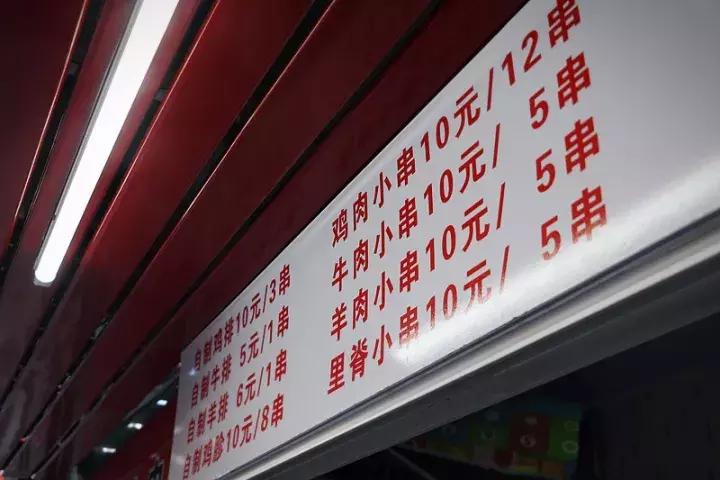 自制鸡排10元/3串
自制牛排 5元/1串
自制羊排 6元/1串
自制鸡胗10元/8串
鸡肉小串10元/12串
牛肉小串10元/ 5串
羊肉小串10元/ 5串
里脊小串10元/ 5串